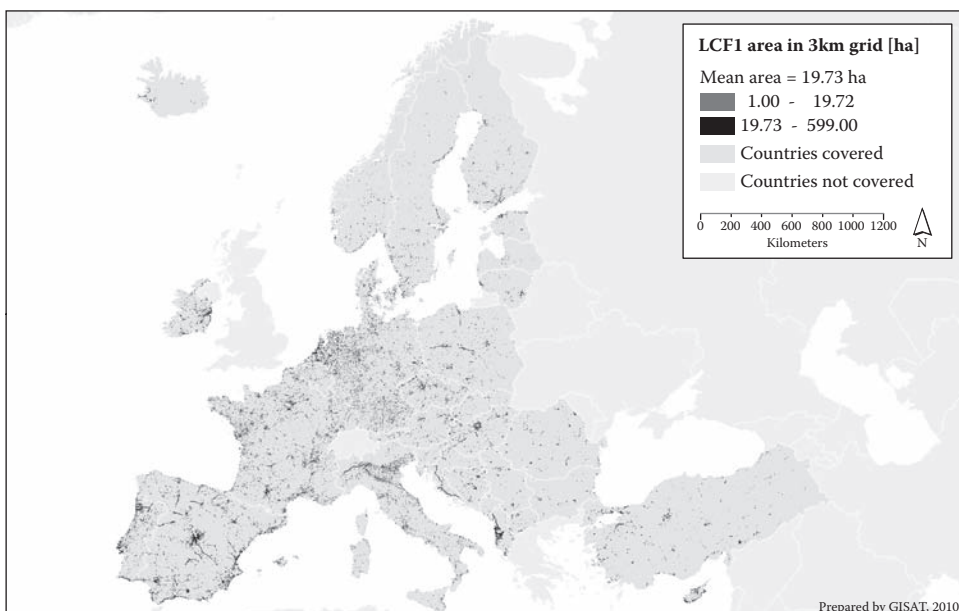 LCF1 area in 3km grid [ha]
Mean area = 19.73 ha
1.00 - 19.72
19.73 - 599.00
Countries covered
Countries not covered
0 200 400 600 800 1000 1200
Kilometers
N
Prepared by GISAT, 2010